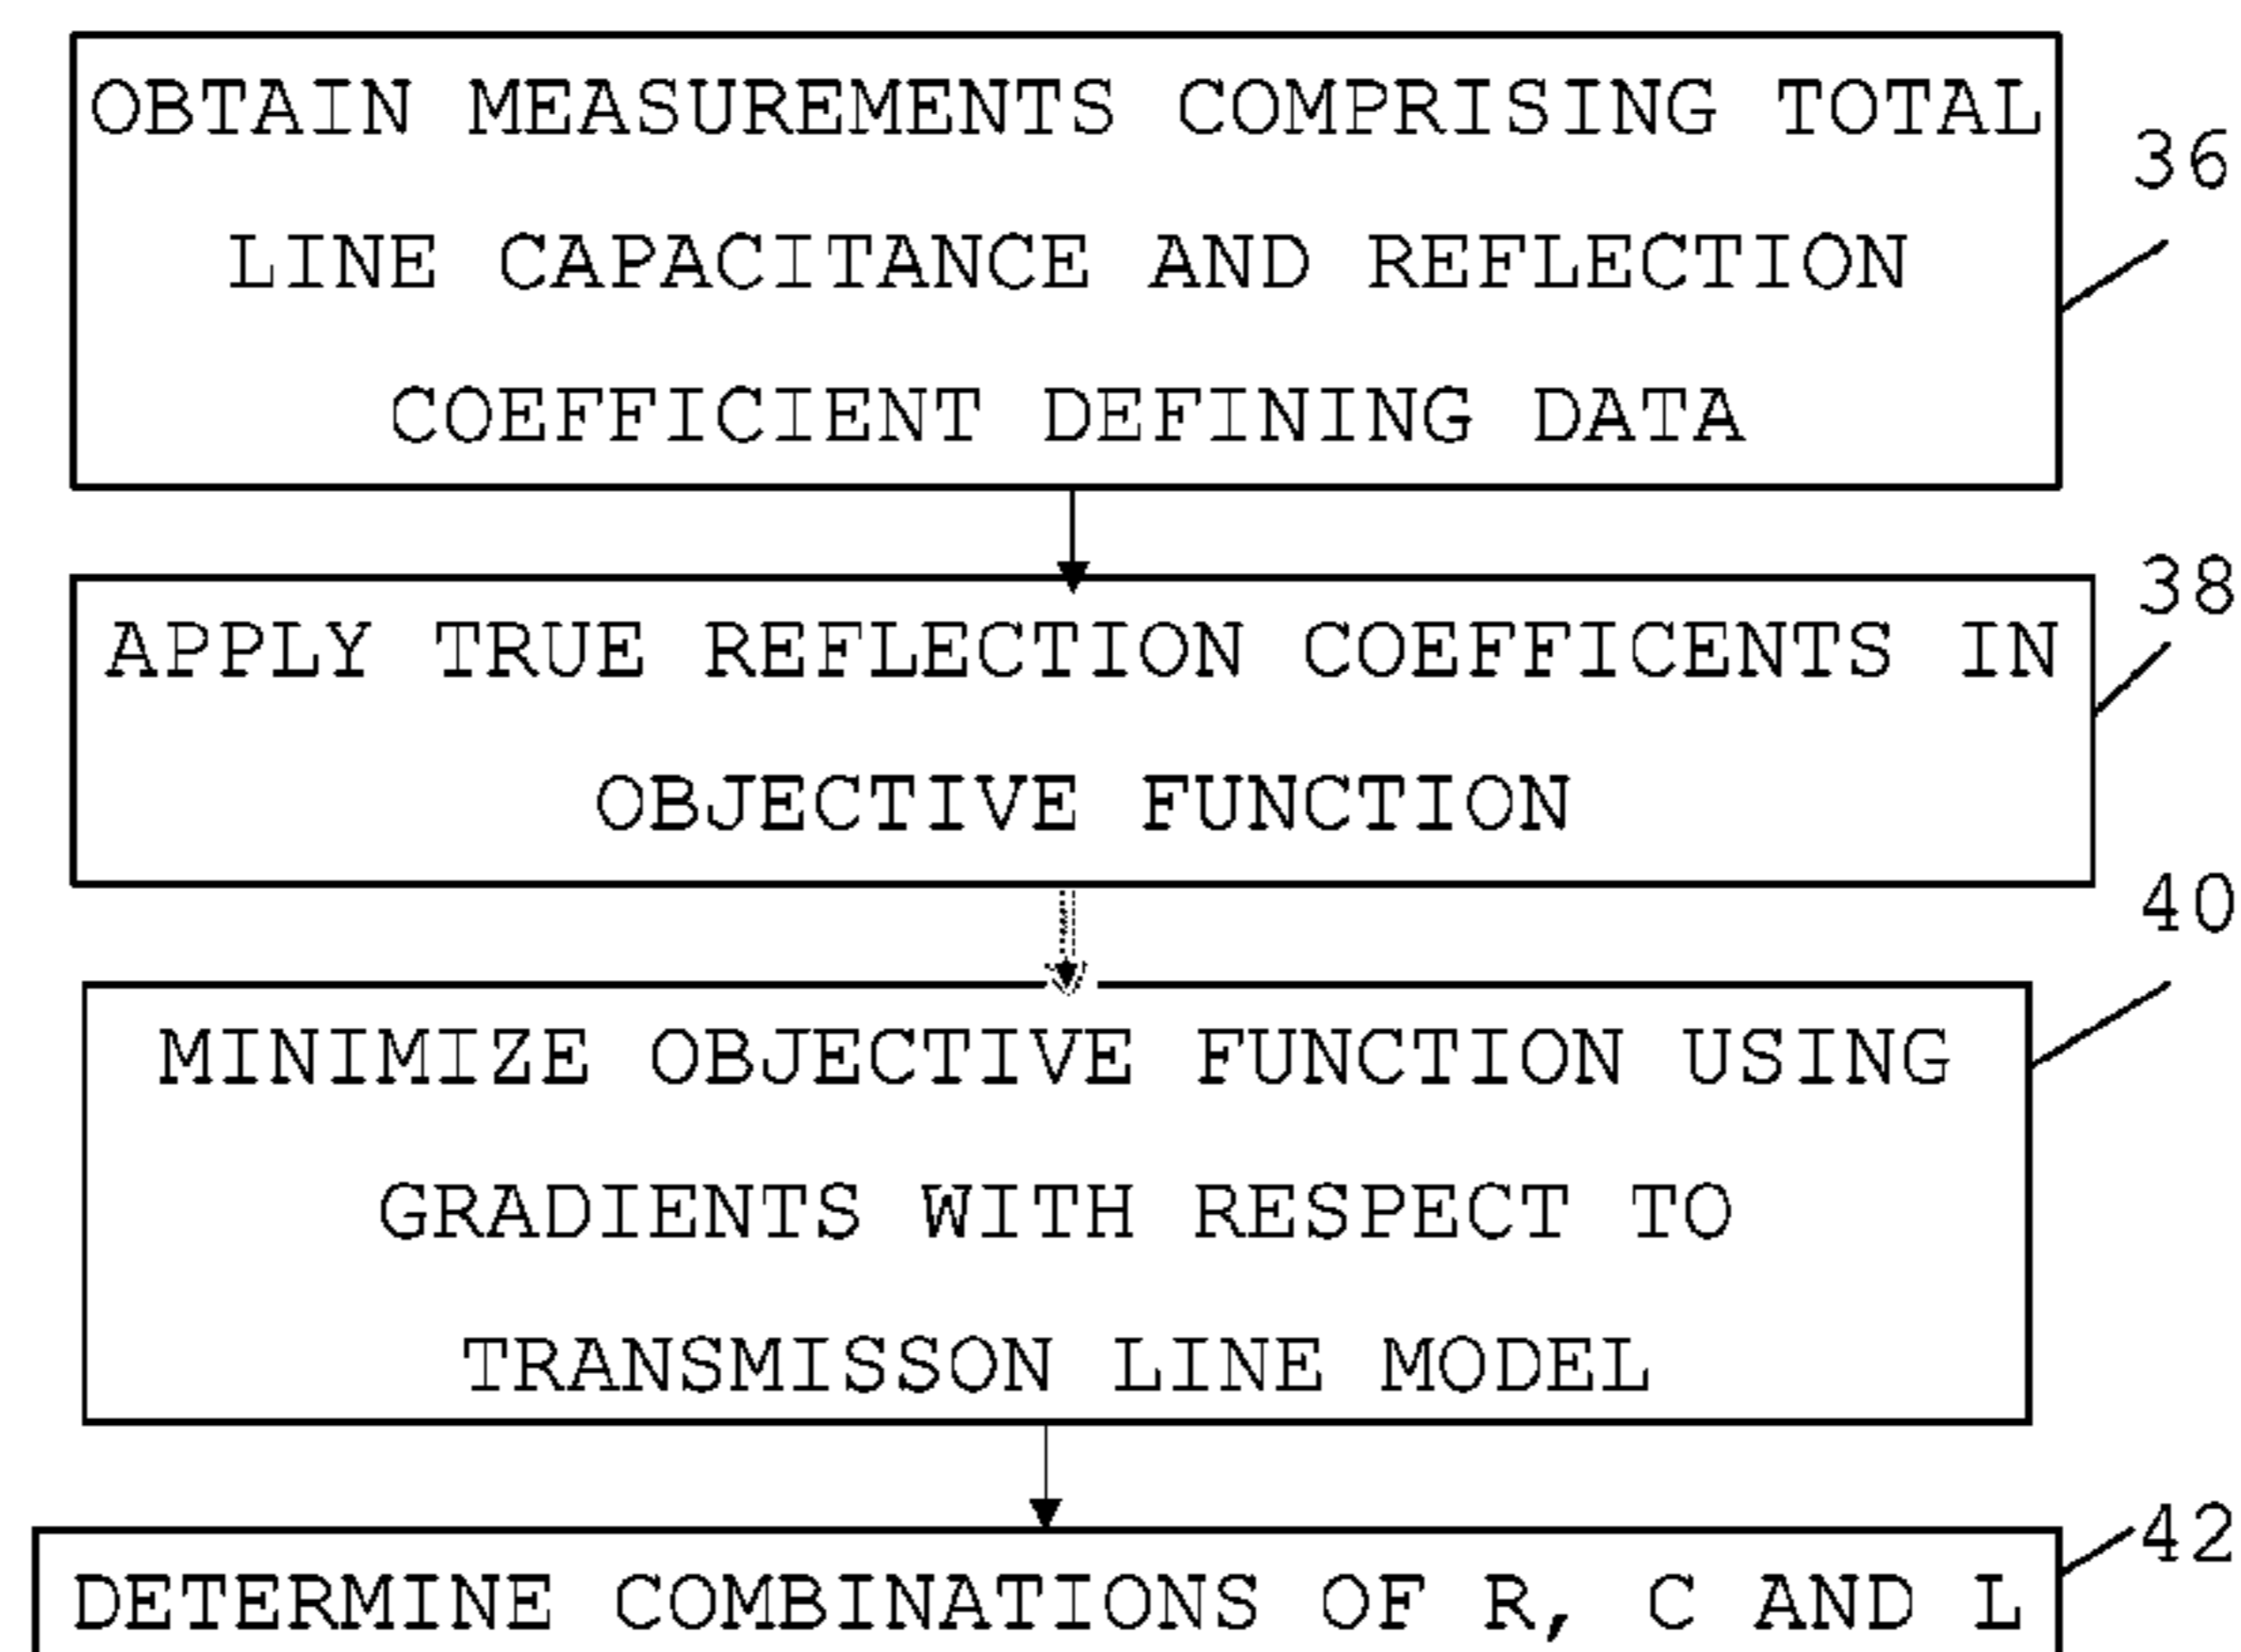 OBTAIN MEASUREMENTS COMPRISING TOTAL
LINE CAPACITANCE AND REFLECTION
COEFFICIENT DEFINING DATA
36
APPLY TRUE REFLECTION COEFFICENTS IN
OBJECTIVE FUNCTION
38
MINIMIZE OBJECTIVE FUNCTION USING
GRADIENTS WITH RESPECT TO
TRANSMISSON LINE MODEL
40
DETERMINE COMBINATIONS OF R, C AND L
42